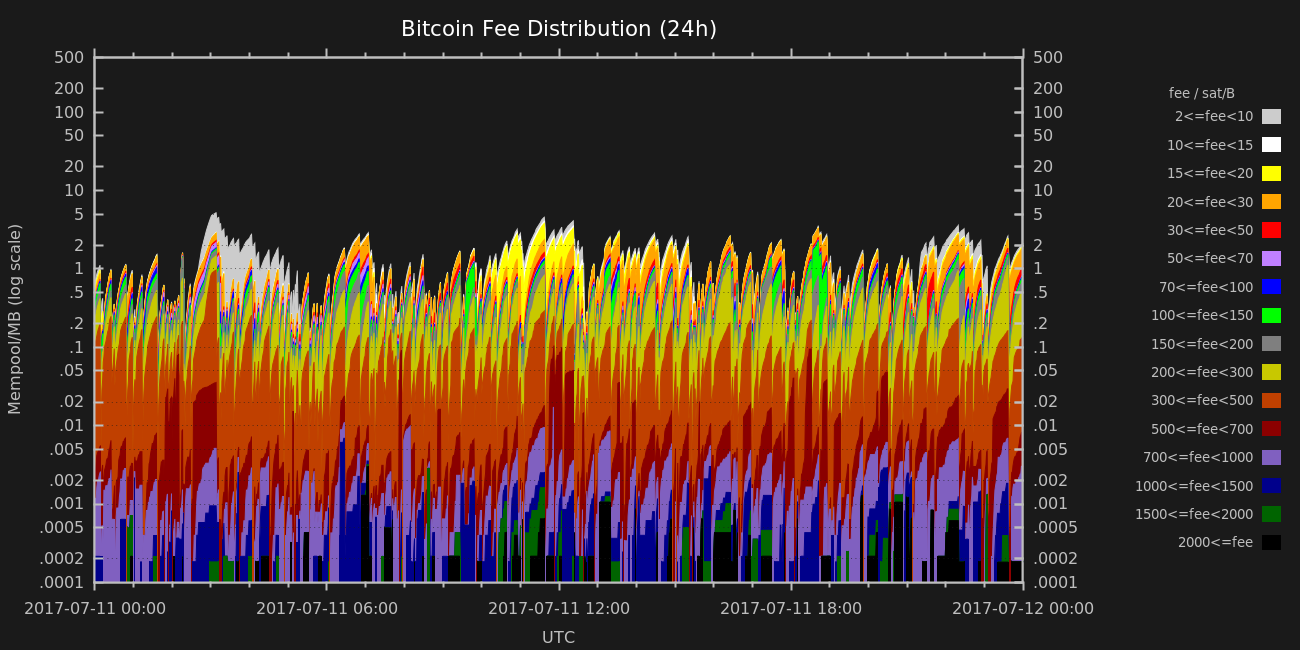 Bitcoin Fee Distribution (24h)
500
200
100
50
20
10
5
2
1
.5
.2
.1
.05
.02
.01
.005
.002
.001
.0005
.0002
.0001
Mempool/MB (log scale)
500
200
100
50
20
10
5
2
1
.5
.2
.1
.05
.02
.01
.005
.002
.001
.0005
.0002
.0001
fee / sat/B
2<=fee<10
10<=fee<15
15<=fee<20
20<=fee<30
30<=fee<50
50<=fee<70
70<=fee<100
100<=fee<150
150<=fee<200
200<=fee<300
300<=fee<500
500<=fee<700
700<=fee<1000
1000<=fee<1500
1500<=fee<2000
2000<=fee
2017-07-11 00:00 2017-07-11 06:00 2017-07-11 12:00 2017-07-11 18:00 2017-07-12 00:00
UTC